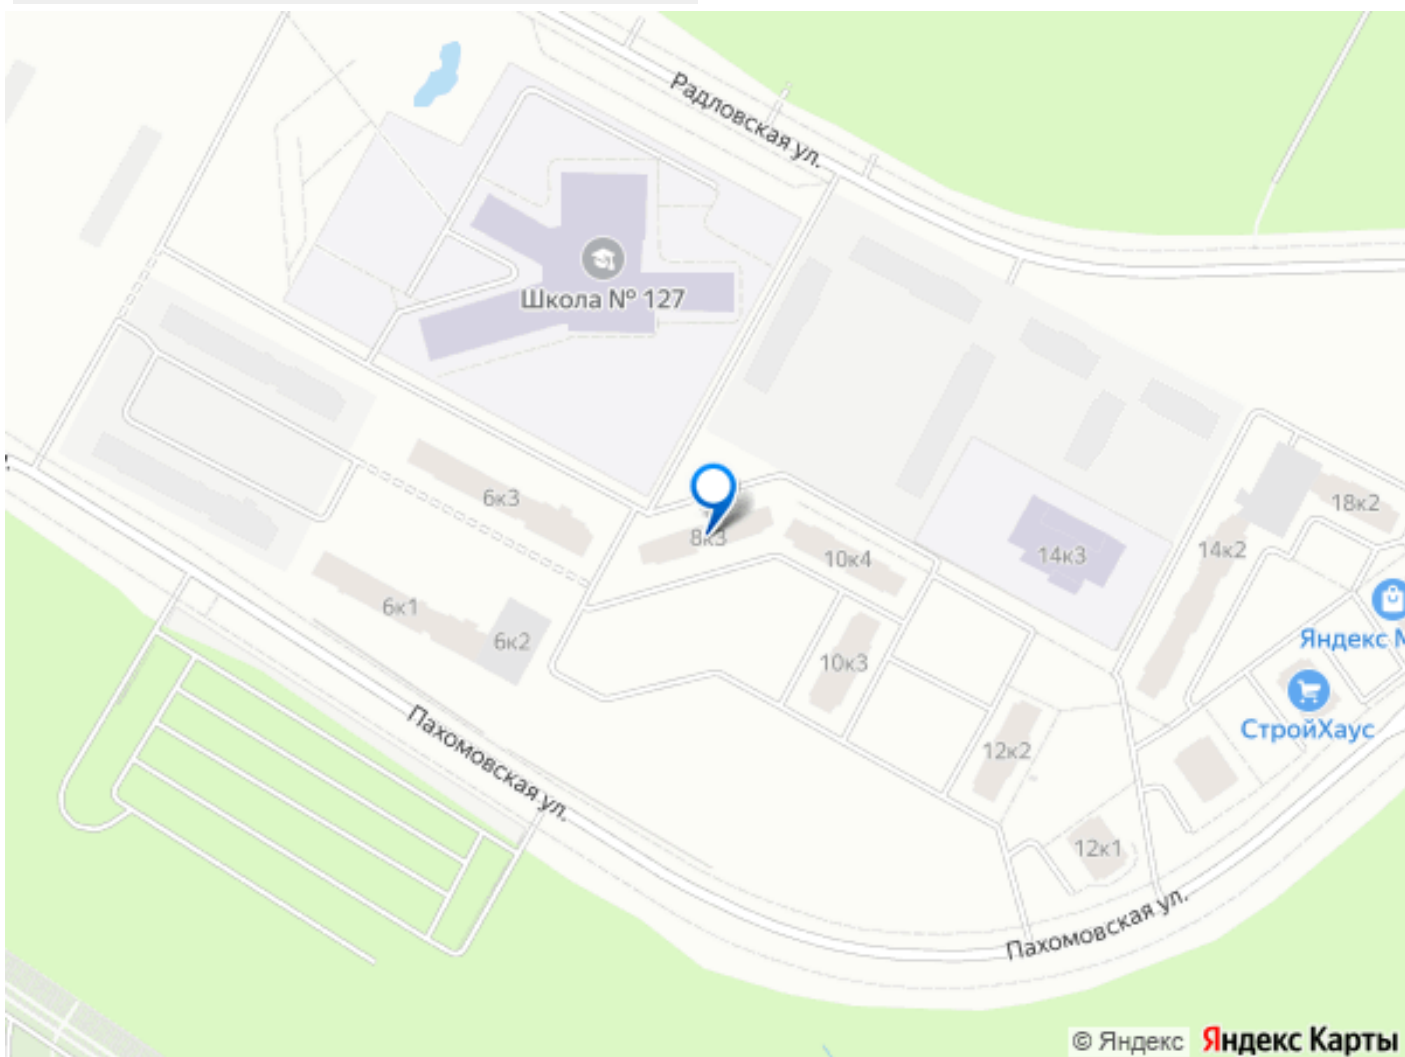 Радловская ул.
Школа № 127
6к3
8к3
10к4
14к3
14к2
18к2
6к1
6к2
10к3
Яндекс М
СтройХаус
12к2
Пахомовская ул.
12к1
Пахомовская ул.
© Яндекс Яндекс Карты